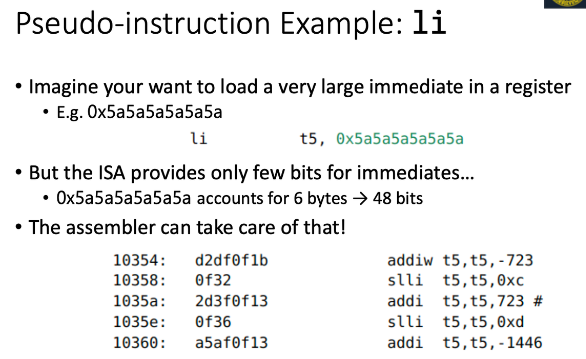 Pseudo-instruction Example: li
• Imagine your want to load a very large immediate in a register
• E.g. 0x5a5a5a5a5a5a
li t5, 0x5a5a5a5a5a5a
• But the ISA provides only few bits for immediates...
• 0x5a5a5a5a5a5a accounts for 6 bytes → 48 bits
• The assembler can take care of that!
10354: d2df0f1b addiw t5,t5,-723
10358: 0f32 slli t5,t5,0xc
1035a: 2d3f0f13 addi t5,t5,723 #
1035e: 0f36 slli t5,t5,0xd
10360: a5af0f13 addi t5,t5,-1446